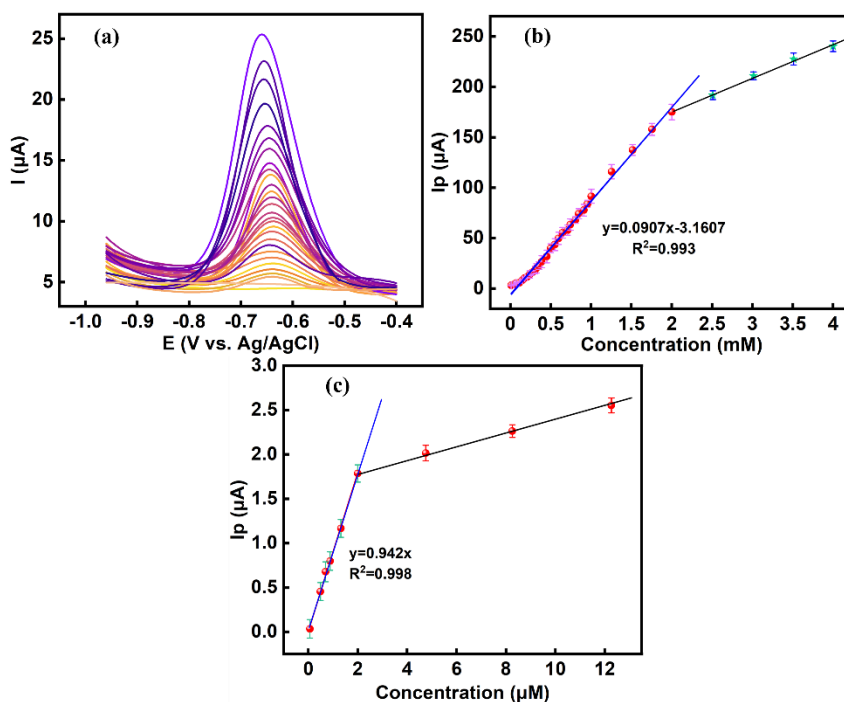 (a)
25
20
15
10
5
I (µA)
-1.0 -0.9 -0.8 -0.7 -0.6 -0.5 -0.4
E (V vs. Ag/AgCl)
(b)
250
200
150
100
50
0
Ip (µA)
y=0.0907x-3.1607
R²=0.993
0 0.5 1 1.5 2 2.5 3 3.5 4
Concentration (mM)
(c)
3.0
2.5
2.0
1.5
1.0
0.5
0.0
Ip (µA)
y=0.942x
R²=0.998
0 2 4 6 8 10 12
Concentration (µM)